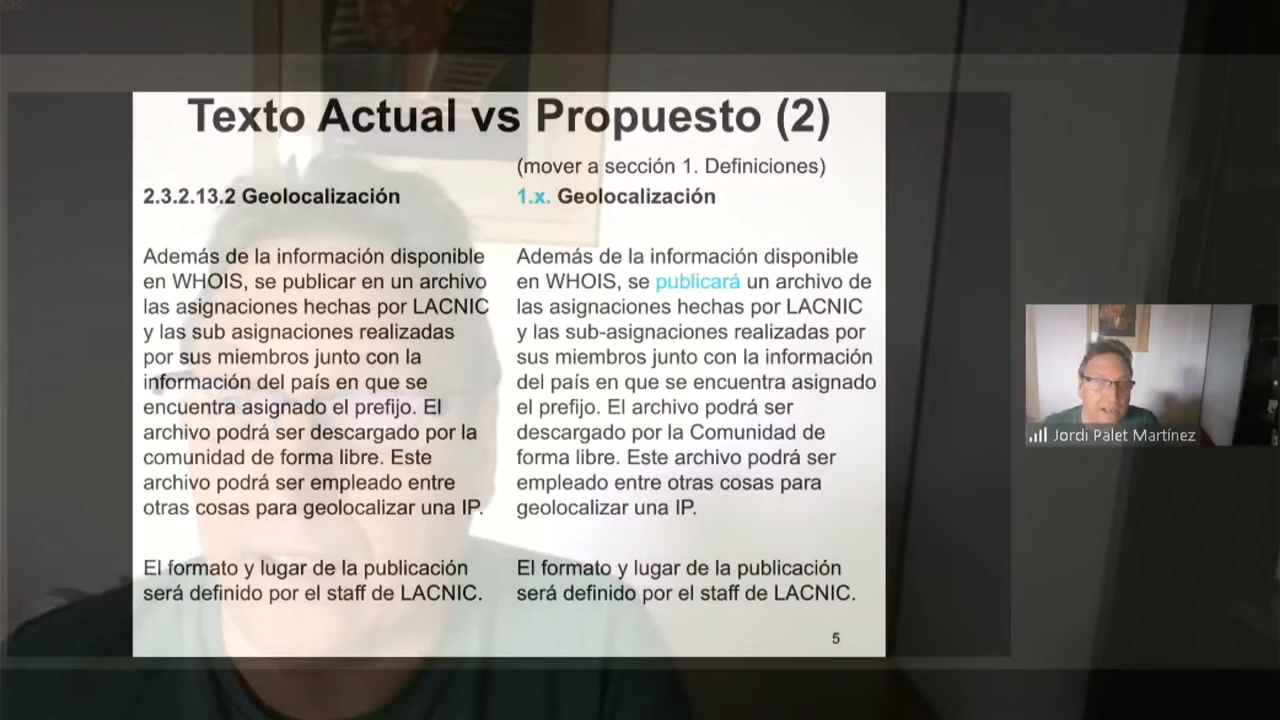 Texto Actual vs Propuesto (2)
(mover a sección 1. Definiciones)
2.3.2.13.2 Geolocalización
Además de la información disponible
en WHOIS, se publicar en un archivo
las asignaciones hechas por LACNIC
y las sub asignaciones realizadas
por sus miembros junto con la
información del país en que se
encuentra asignado el prefijo. El
archivo podrá ser descargado por la
comunidad de forma libre. Este
archivo podrá ser empleado entre
otras cosas para geolocalizar una IP.
El formato y lugar de la publicación
será definido por el staff de LACNIC.
1.x. Geolocalización
Además de la información disponible
en WHOIS, se publicará un archivo de
las asignaciones hechas por LACNIC
y las sub-asignaciones realizadas por
sus miembros junto con la información
del país en que se encuentra asignado
el prefijo. El archivo podrá ser
descargado por la Comunidad de
forma libre. Este archivo podrá ser
empleado entre otras cosas para
geolocalizar una IP.
El formato y lugar de la publicación
será definido por el staff de LACNIC.
5
Jordi Palet Martínez